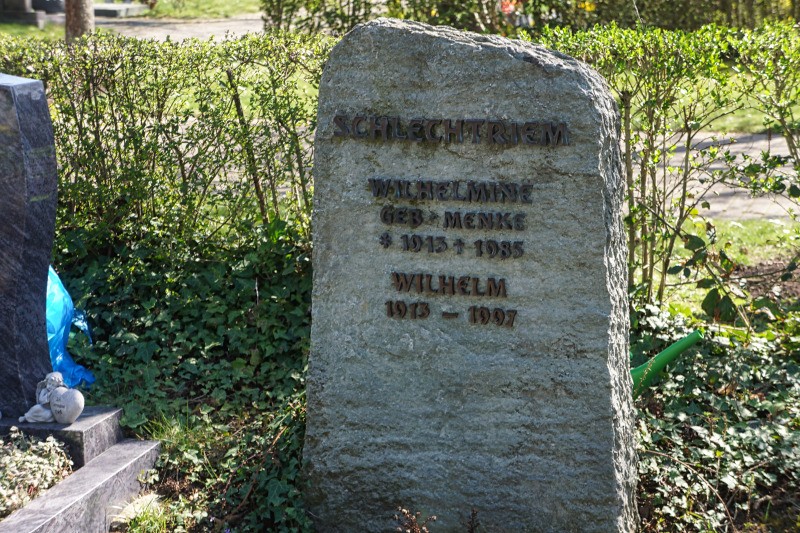 SCHLECHTRIEM
WILHELMINE
GEB · MENKE
* 1913 † 1985
WILHELM
1913 – 1997